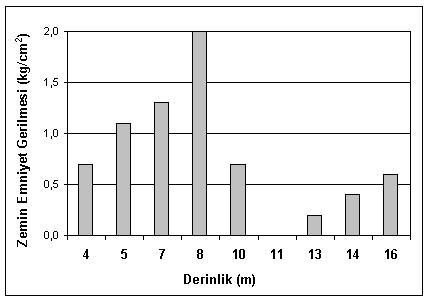 Zemin Emniyet Gerilmesi (kg/cm²)
2,0
1,5
1,0
0,5
0,0
4 5 7 8 10 11 13 14 16
Derinlik (m)